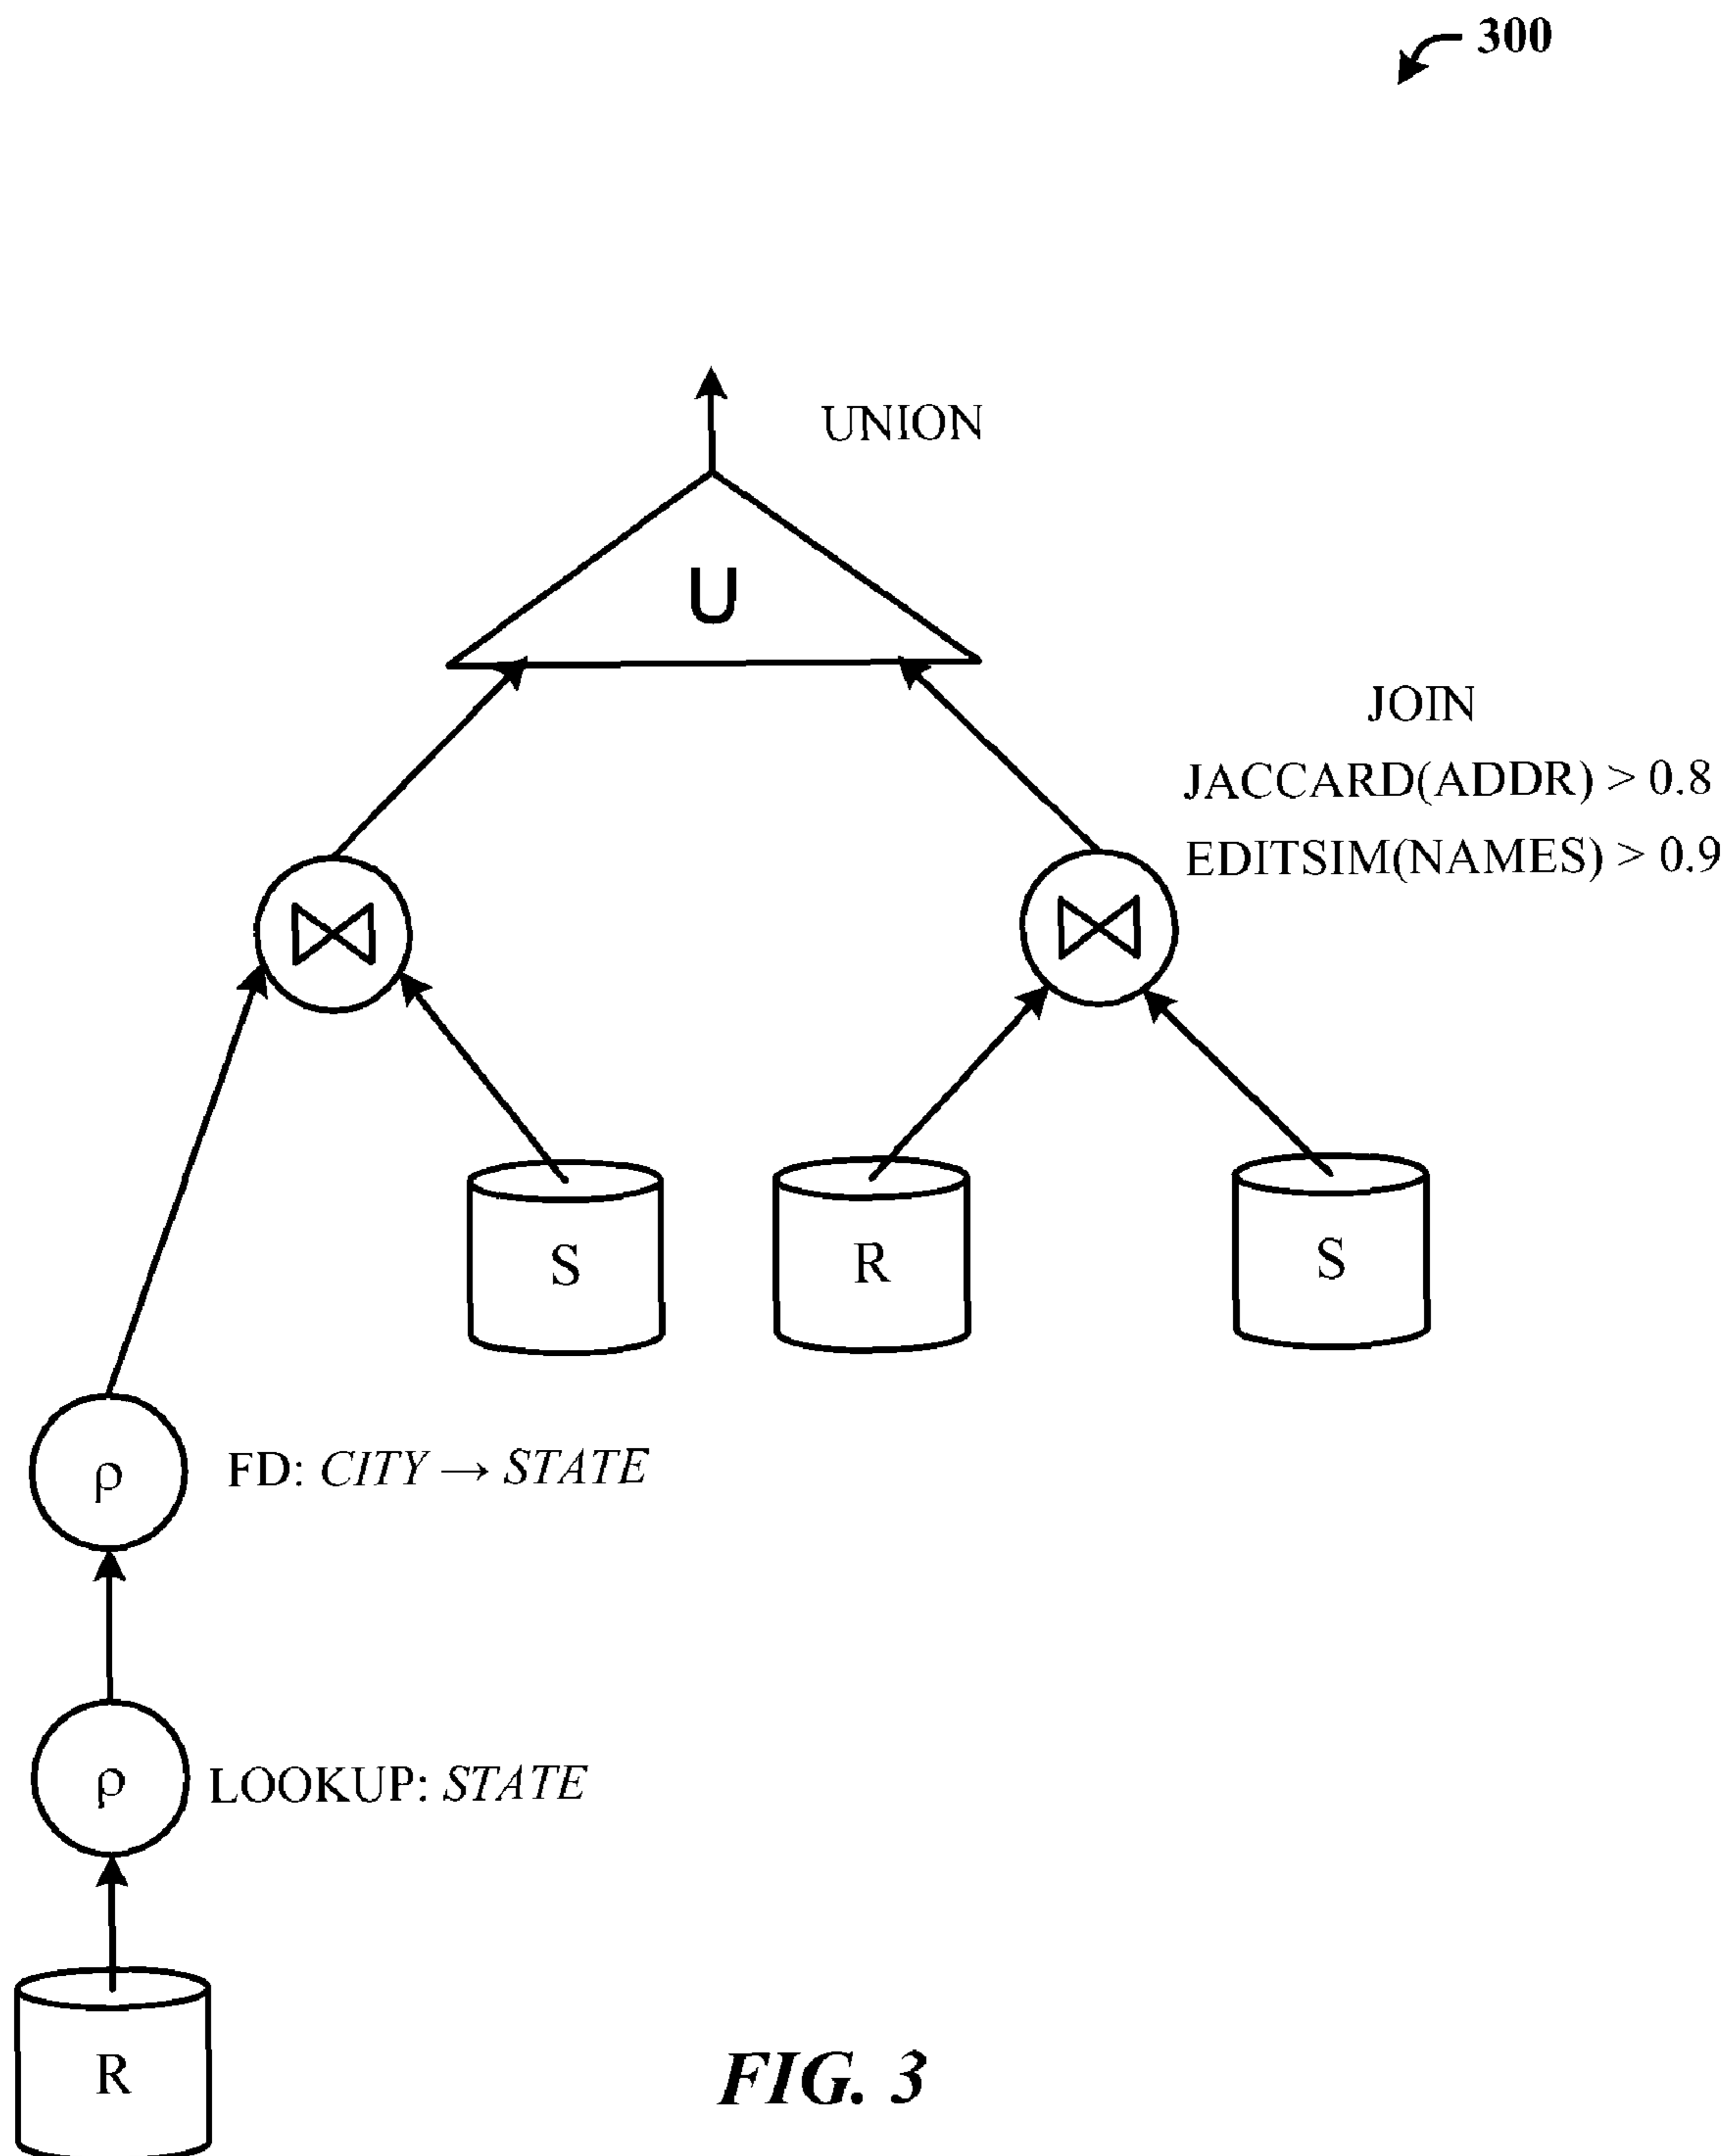 300
UNION
U
JOIN
JACCARD(ADDR) > 0.8
EDITSIM(NAMES) > 0.9
S
R
S
ρ
FD: CITY → STATE
ρ
LOOKUP: STATE
R
FIG. 3